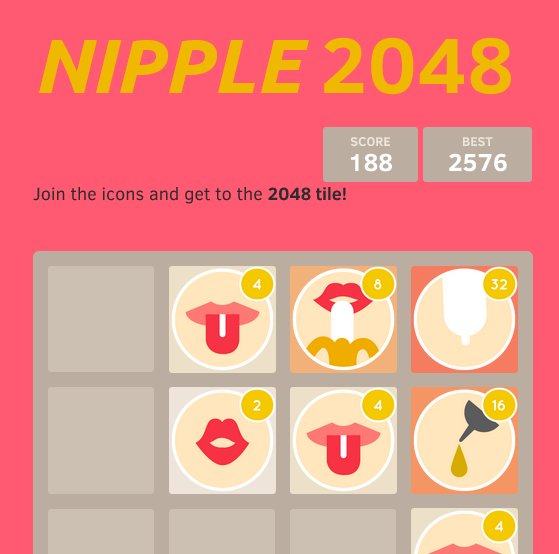 NIPPLE 2048
SCORE BEST
188 2576
Join the icons and get to the 2048 tile!
4 8 32
2 4 16
4